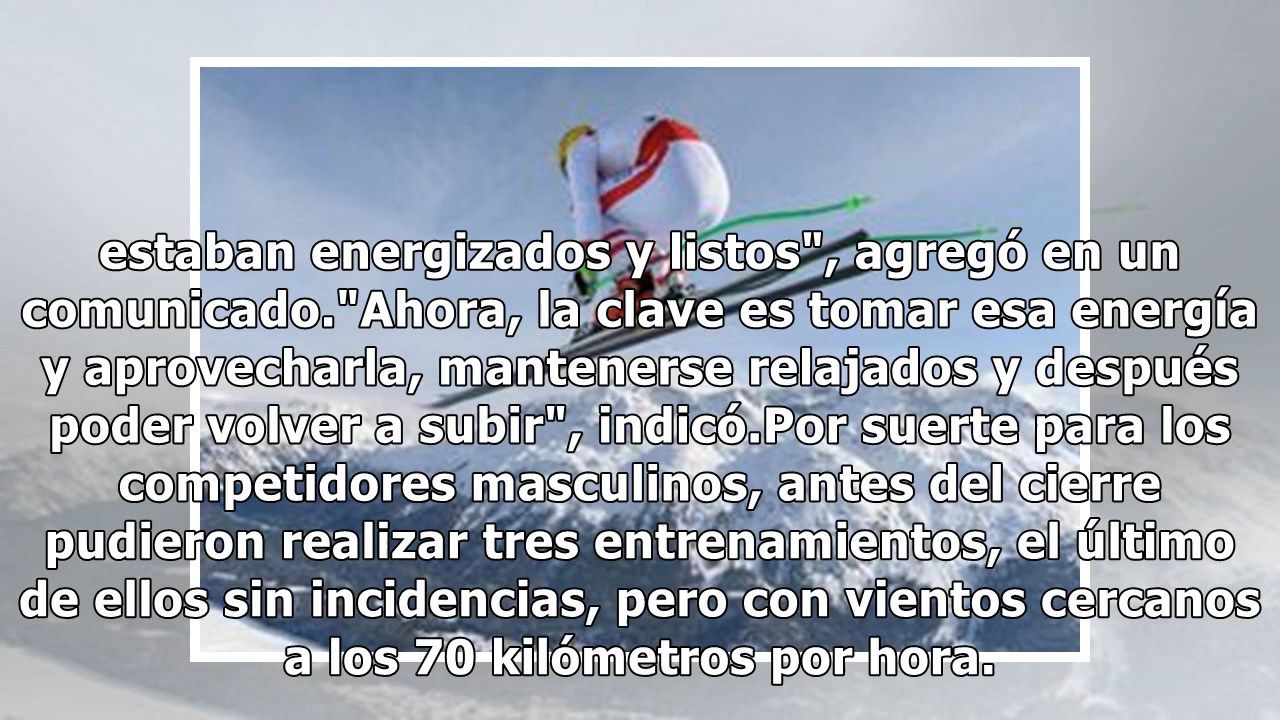 estaban energizados y listos", agregó en un
comunicado."Ahora, la clave es tomar esa energía
y aprovecharla, mantenerse relajados y después
poder volver a subir", indicó.Por suerte para los
competidores masculinos, antes del cierre
pudieron realizar tres entrenamientos, el último
de ellos sin incidencias, pero con vientos cercanos
a los 70 kilómetros por hora.